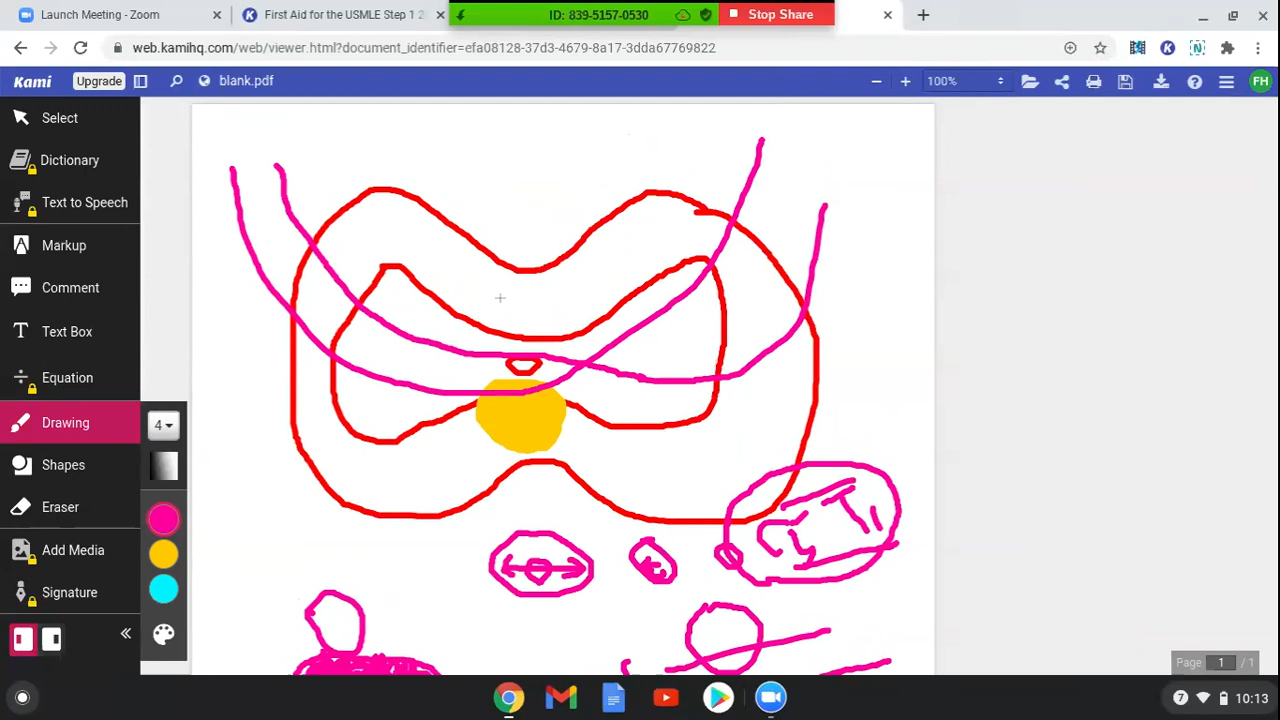 Launch Meeting - Zoom
First Aid for the USMLE Step 1 2
ID: 839-5157-0530
Stop Share
web.kamihq.com/web/viewer.html?document_identifier=efa08128-37d3-4679-8a17-3dda67769822
Kami
Upgrade
blank.pdf
100%
FH
Select
Dictionary
Text to Speech
Markup
Comment
T Text Box
Equation
Drawing
4
Shapes
Eraser
Add Media
Signature
Page 1 / 1
7
10:13